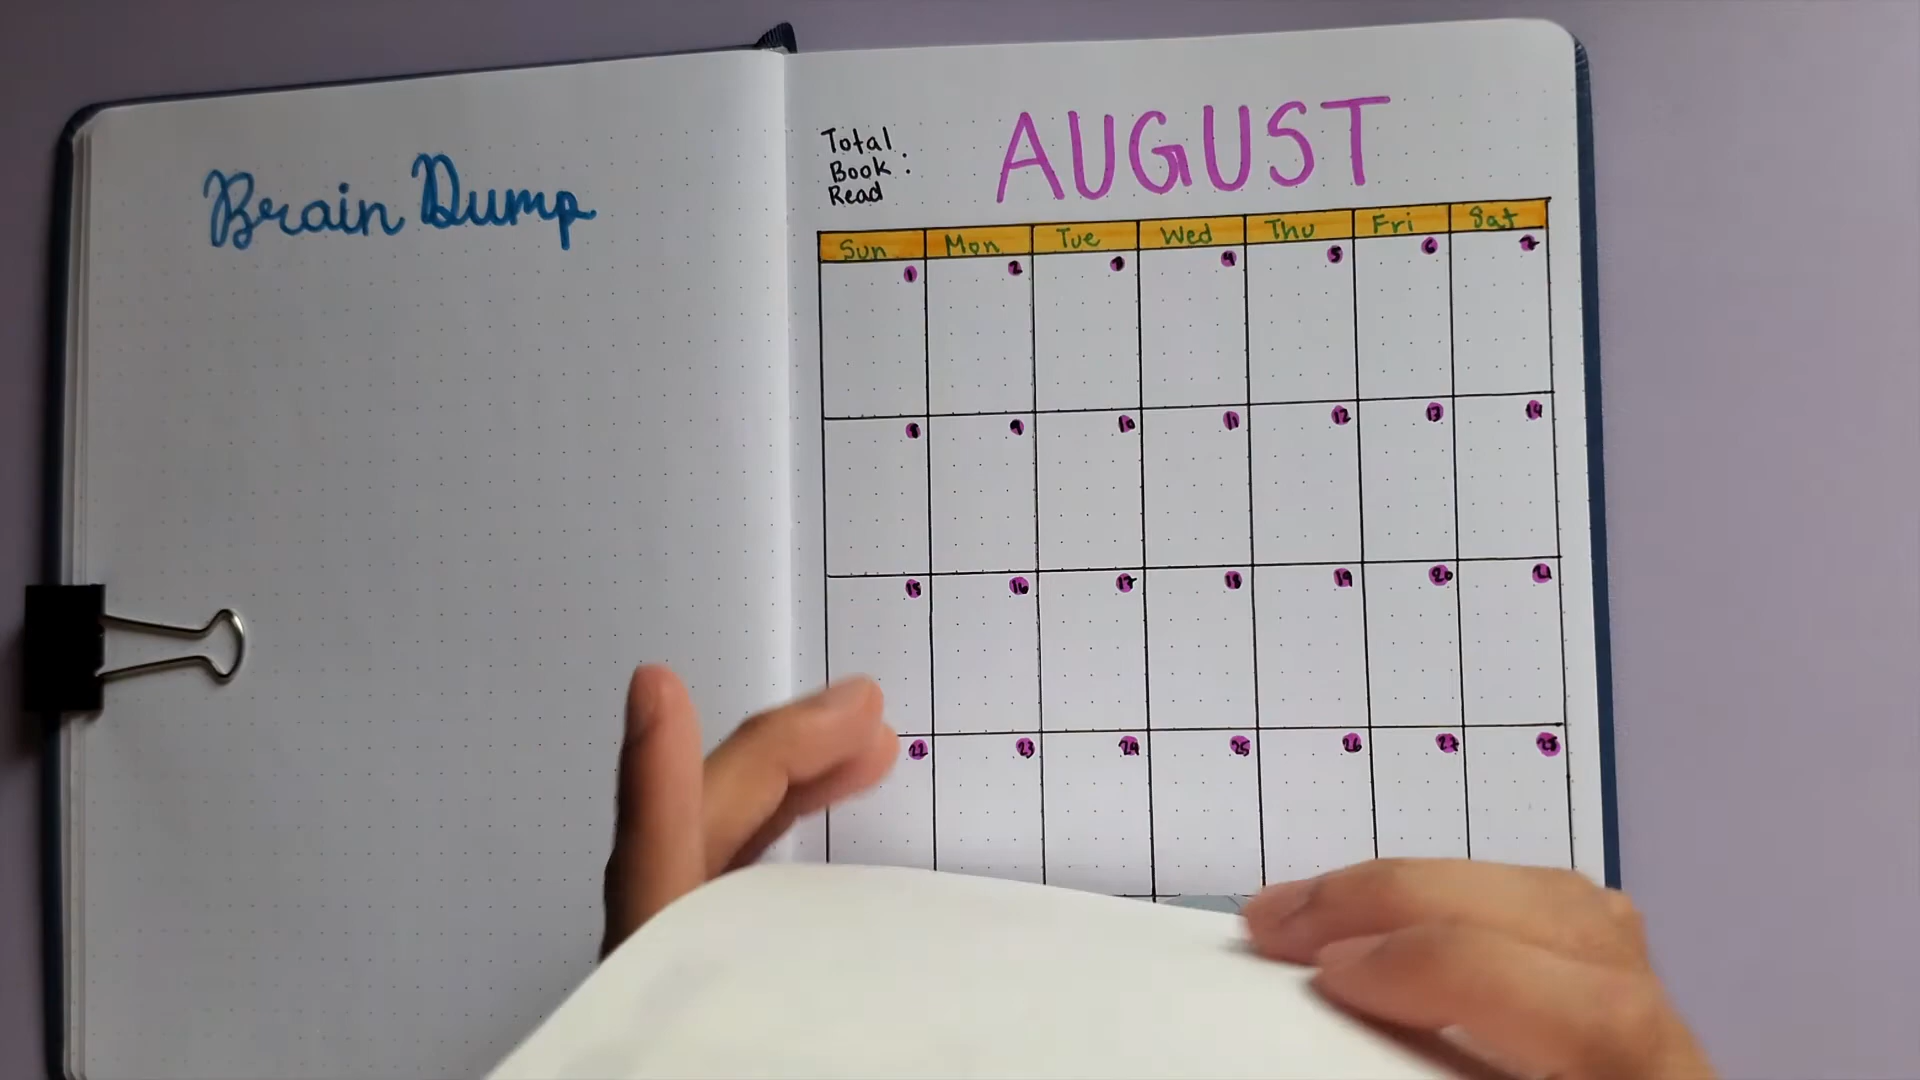 Brain Dump
Total
Book :
Read
AUGUST
Sun Mon Tue Wed Thu Fri Sat
1 2 3 4 5 6 7
8 9 10 11 12 13 14
15 16 17 18 19 20 21
22 23 24 25 26 27 28